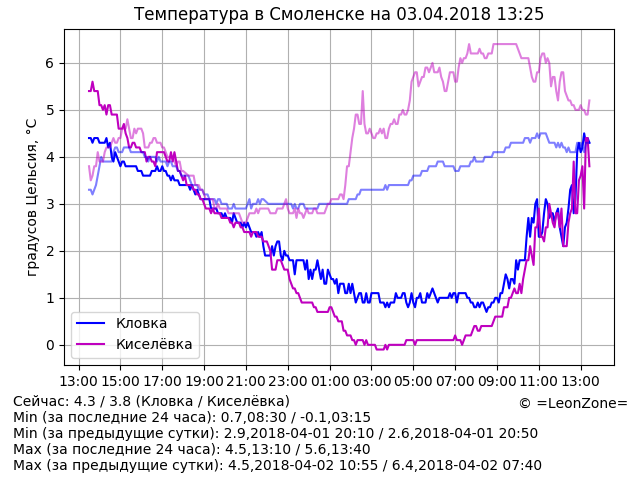 Температура в Смоленске на 03.04.2018 13:25
градусов Цельсия, °C
6
5
4
3
2
1
0
Кловка
Киселёвка
13:00 15:00 17:00 19:00 21:00 23:00 01:00 03:00 05:00 07:00 09:00 11:00 13:00
Сейчас: 4.3 / 3.8 (Кловка / Киселёвка)
© =LeonZone=
Min (за последние 24 часа): 0.7,08:30 / -0.1,03:15
Min (за предыдущие сутки): 2.9,2018-04-01 20:10 / 2.6,2018-04-01 20:50
Max (за последние 24 часа): 4.5,13:10 / 5.6,13:40
Max (за предыдущие сутки): 4.5,2018-04-02 10:55 / 6.4,2018-04-02 07:40